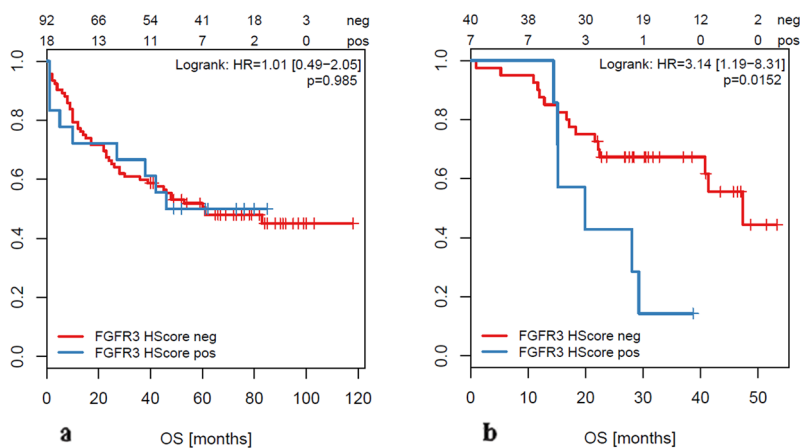 92 66 54 41 18 3 neg
18 13 11 7 2 0 pos
Logrank: HR=1.01 [0.49−2.05]
p=0.985
1.0
0.8
0.6
0.4
0.2
0.0
FGFR3 HScore neg
FGFR3 HScore pos
0 20 40 60 80 100 120
a OS [months]
40 38 30 19 12 2 neg
7 7 3 1 0 0 pos
Logrank: HR=3.14 [1.19−8.31]
p=0.0152
1.0
0.8
0.6
0.4
0.2
0.0
FGFR3 HScore neg
FGFR3 HScore pos
0 10 20 30 40 50
b OS [months]